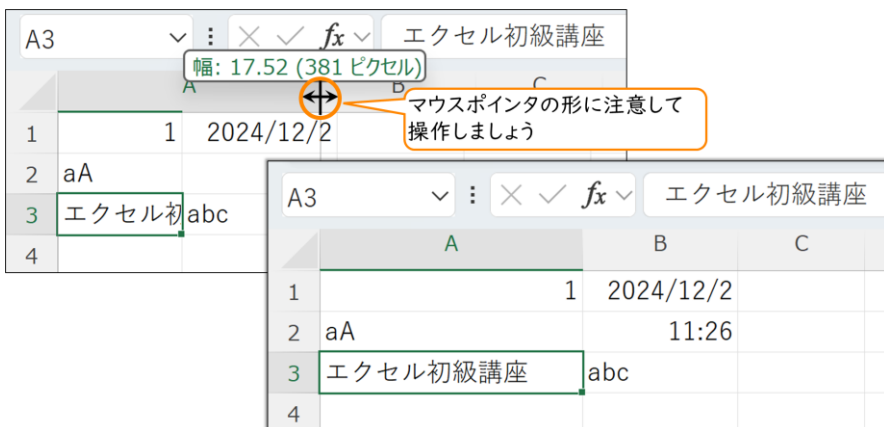 A3 fx エクセル初級講座
幅: 17.52 (381 ピクセル)
A B C
マウスポインタの形に注意して
操作しましょう
1 1 2024/12/2
2 aA
3 エクセル初 abc
4
A3 fx エクセル初級講座
A B C
1 1 2024/12/2
2 aA 11:26
3 エクセル初級講座 abc
4